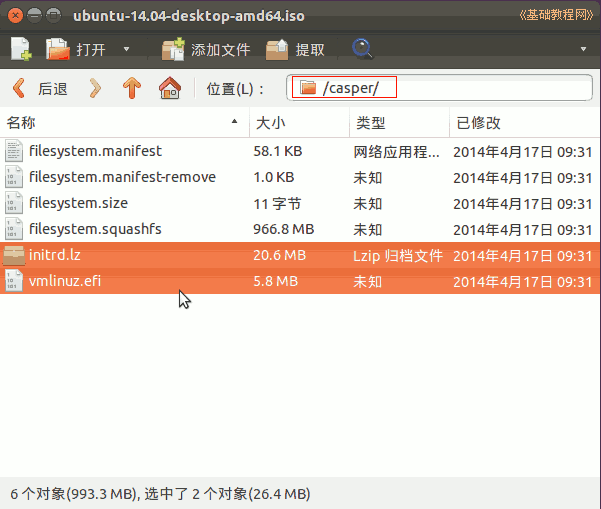 ubuntu-14.04-desktop-amd64.iso 《基础教程网》
打开 添加文件 提取
后退 位置(L)： /casper/
名称 大小 类型 已修改
filesystem.manifest 58.1 KB 网络应用程... 2014年4月17日 09:31
filesystem.manifest-remove 1.0 KB 未知 2014年4月17日 09:31
filesystem.size 11 字节 未知 2014年4月17日 09:31
filesystem.squashfs 966.8 MB 未知 2014年4月17日 09:31
initrd.lz 20.6 MB Lzip 归档文件 2014年4月17日 09:31
vmlinuz.efi 5.8 MB 未知 2014年4月17日 09:31
6 个对象(993.3 MB), 选中了 2 个对象(26.4 MB)